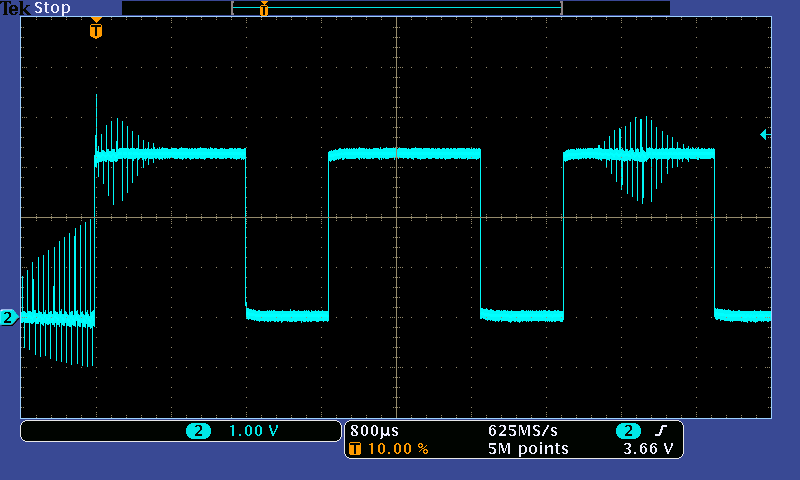 Tek Stop
T
T
2
2 1.00 V
800µs 625MS/s 2
T 10.00 % 5M points 3.66 V